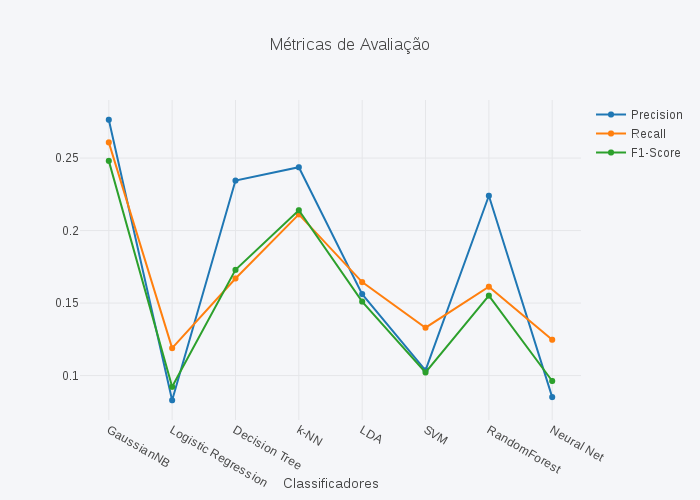 Métricas de Avaliação
Precision
Recall
F1-Score
0.25
0.2
0.15
0.1
GaussianNB
Logistic Regression
Decision Tree
k-NN
LDA
SVM
RandomForest
Neural Net
Classificadores